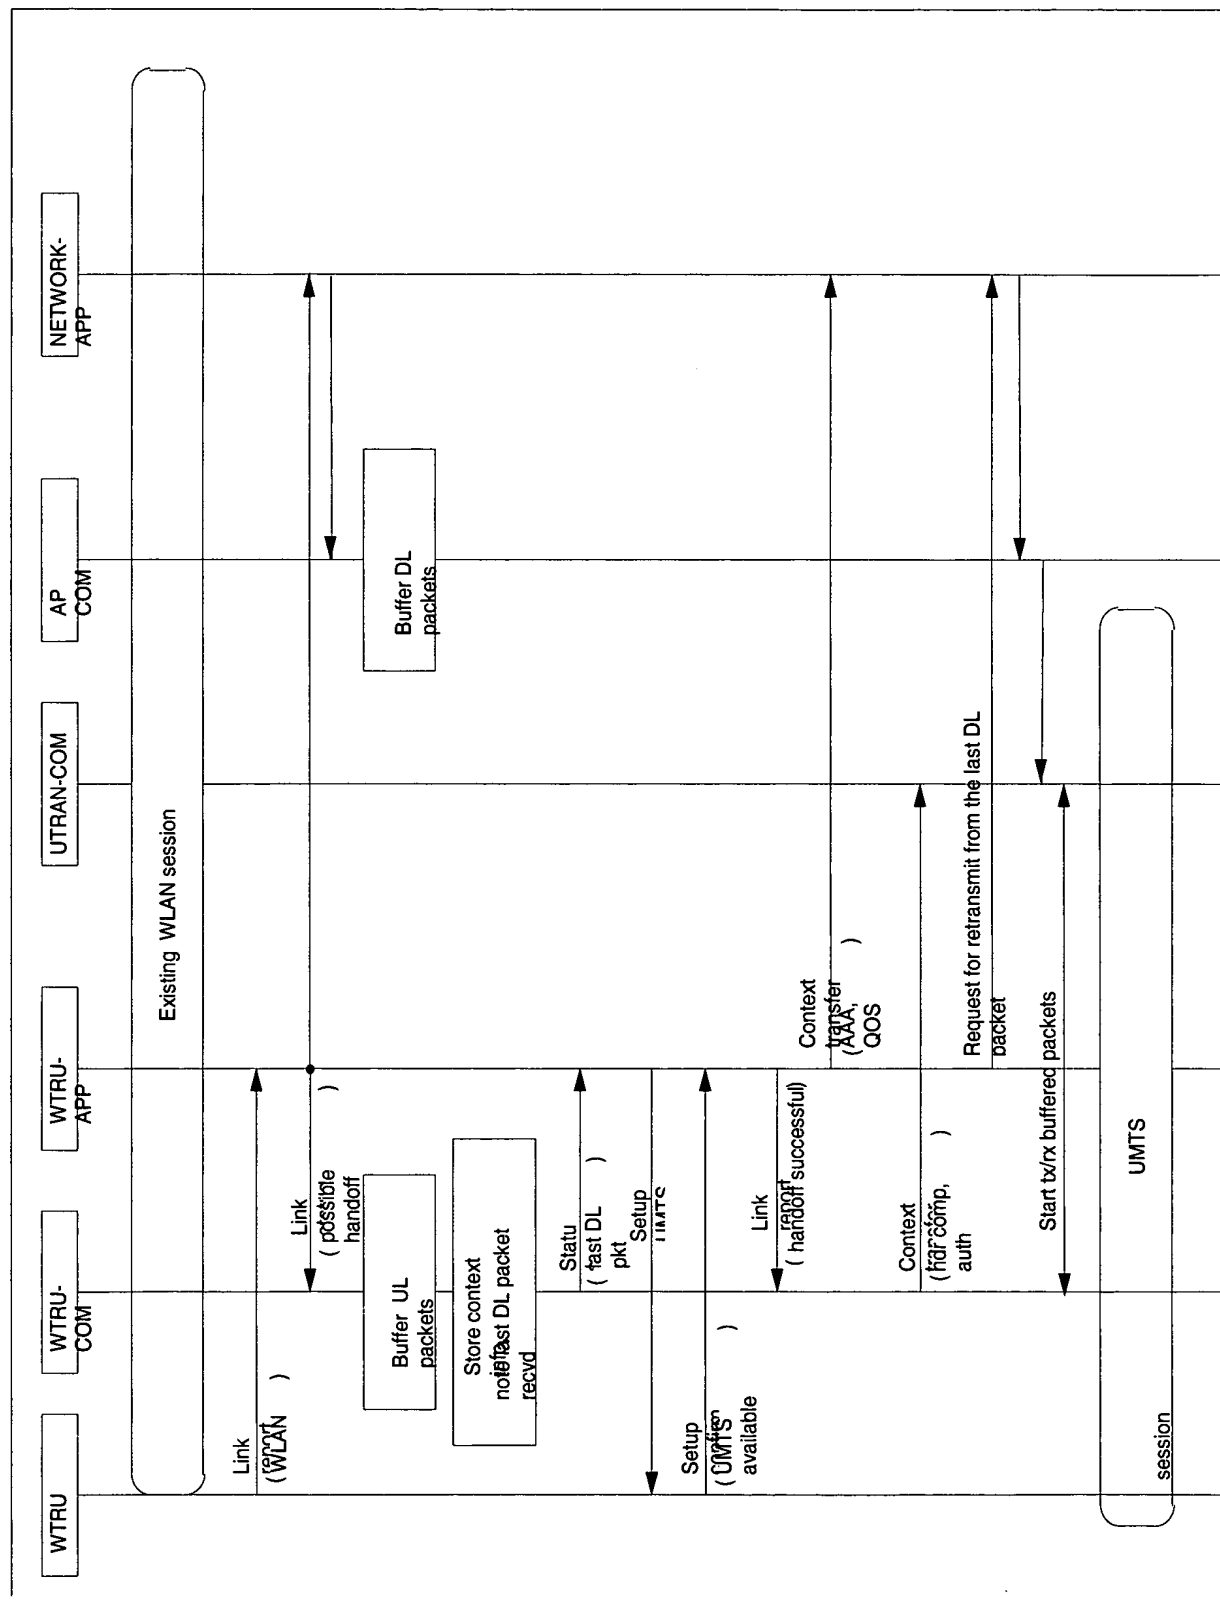 WTRU
WTRU-
COM
WTRU-
APP
UTRAN-COM
AP
COM
NETWORK-
APP
Existing WLAN session
Link
report
(WLAN )
Link
( possible )
handoff
Buffer UL
packets
Buffer DL
packets
Store context
info,
note last DL packet
recvd
Statu
( last DL )
pkt
Setup
UMTS
Setup
confirm
( UMTS )
available
Link
report
( handoff successful)
Context
transfer
(AAA, )
QOS
Context
transfer
(hdr comp, )
auth
Request for retransmit from the last DL
packet
Start tx/rx buffered packets
UMTS
session